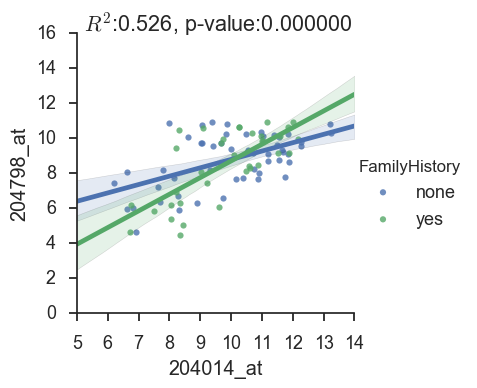 R²:0.526, p-value:0.000000
16
14
12
10
8
6
4
2
0
204798_at
5 6 7 8 9 10 11 12 13 14
204014_at
FamilyHistory
none
yes